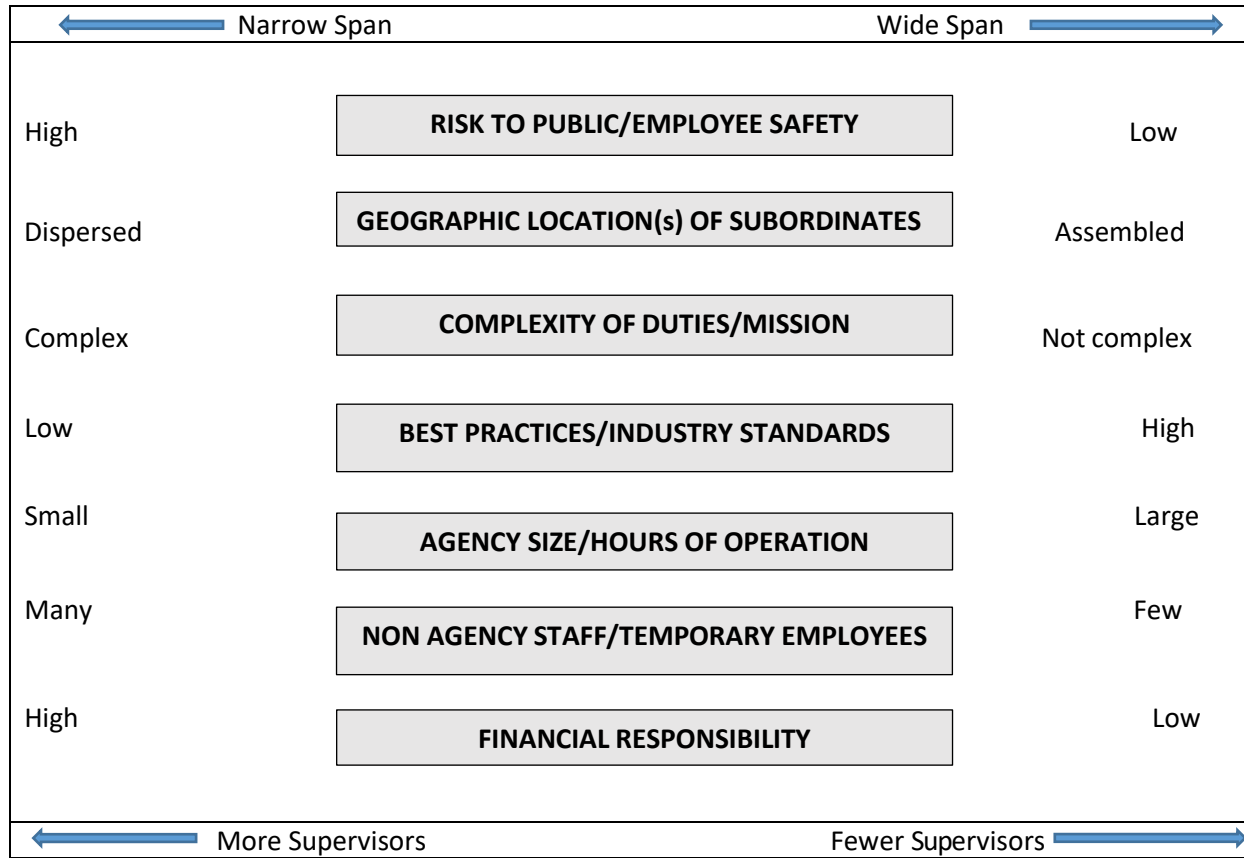 Narrow Span Wide Span
High RISK TO PUBLIC/EMPLOYEE SAFETY Low
Dispersed GEOGRAPHIC LOCATION(s) OF SUBORDINATES Assembled
Complex COMPLEXITY OF DUTIES/MISSION Not complex
Low BEST PRACTICES/INDUSTRY STANDARDS High
Small AGENCY SIZE/HOURS OF OPERATION Large
Many NON AGENCY STAFF/TEMPORARY EMPLOYEES Few
High FINANCIAL RESPONSIBILITY Low
More Supervisors Fewer Supervisors